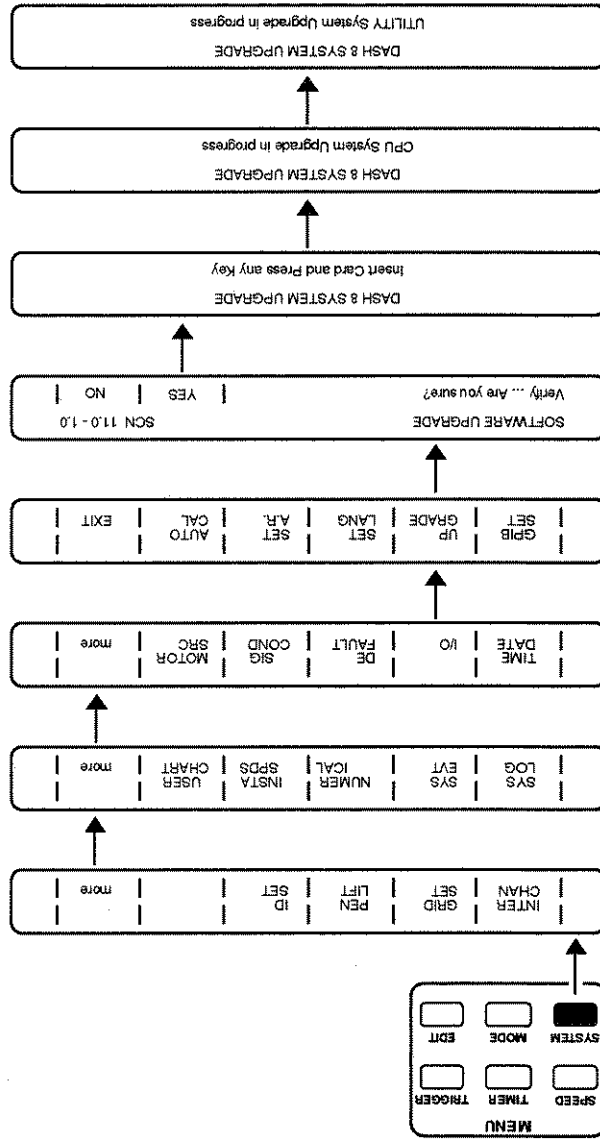 MENU
SPEED TIMER TRIGGER
SYSTEM MODE EDIT
INTER GRID PEN ID more
CHAN SET LIFT SET
SYS SYS NUMER INSTA USER more
LOG EVT ICAL SPDS CHART
TIME I/O DE SIG MOTOR more
DATE FAULT COND SRC
GPIB UP SET SET AUTO EXIT
SET GRADE LANG A.R. CAL
SOFTWARE UPGRADE SCN 11.0 - 1.0
Verify ... Are you sure? YES NO
DASH 8 SYSTEM UPGRADE
Insert Card and Press any Key
DASH 8 SYSTEM UPGRADE
CPU System Upgrade in progress
DASH 8 SYSTEM UPGRADE
UTILITY System Upgrade in progress